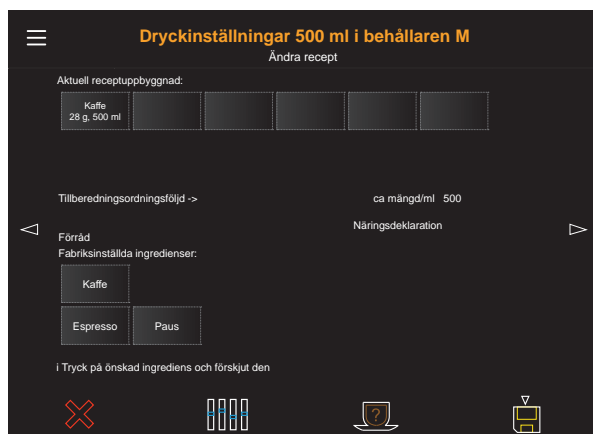 Dryckinställningar 500 ml i behållaren M
Ändra recept
Aktuell receptuppbyggnad:
Kaffe
28 g, 500 ml
Tillberedningsordningsföljd -> ca mängd/ml 500
Näringsdeklaration
Förråd
Fabriksinställda ingredienser:
Kaffe
Espresso Paus
i Tryck på önskad ingrediens och förskjut den
?